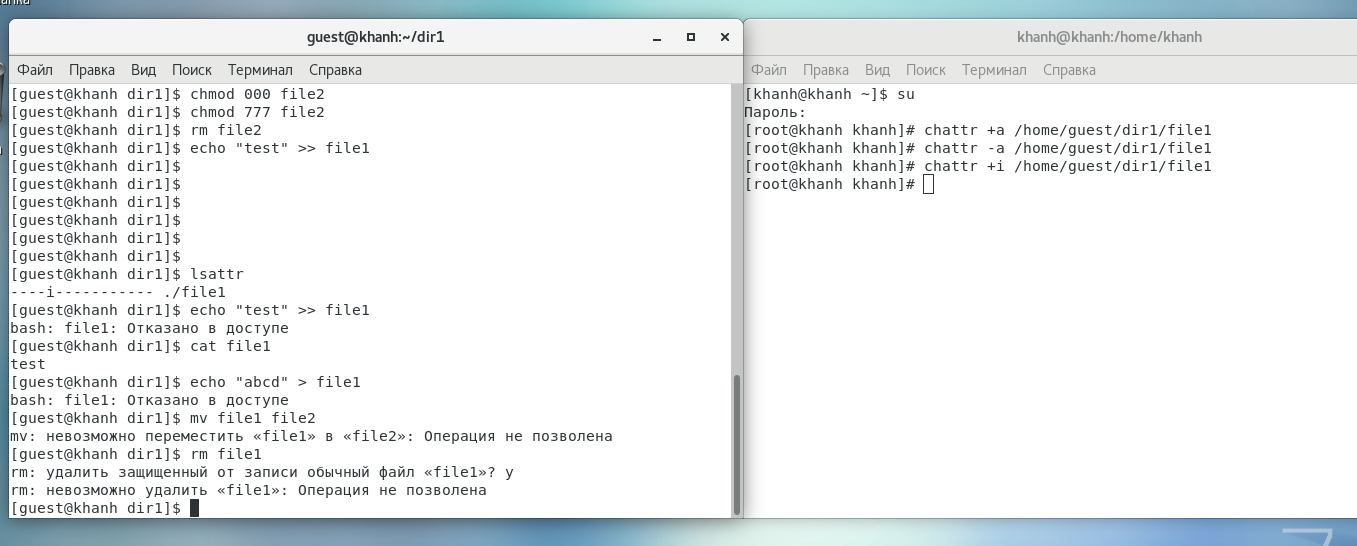 guest@khanh:~/dir1
Файл Правка Вид Поиск Терминал Справка
[guest@khanh dir1]$ chmod 000 file2
[guest@khanh dir1]$ chmod 777 file2
[guest@khanh dir1]$ rm file2
[guest@khanh dir1]$ echo "test" >> file1
[guest@khanh dir1]$
[guest@khanh dir1]$
[guest@khanh dir1]$
[guest@khanh dir1]$
[guest@khanh dir1]$
[guest@khanh dir1]$
[guest@khanh dir1]$ lsattr
----i----------- ./file1
[guest@khanh dir1]$ echo "test" >> file1
bash: file1: Отказано в доступе
[guest@khanh dir1]$ cat file1
test
[guest@khanh dir1]$ echo "abcd" > file1
bash: file1: Отказано в доступе
[guest@khanh dir1]$ mv file1 file2
mv: невозможно переместить «file1» в «file2»: Операция не позволена
[guest@khanh dir1]$ rm file1
rm: удалить защищенный от записи обычный файл «file1»? y
rm: невозможно удалить «file1»: Операция не позволена
[guest@khanh dir1]$
khanh@khanh:/home/khanh
Файл Правка Вид Поиск Терминал Справка
[khanh@khanh ~]$ su
Пароль:
[root@khanh khanh]# chattr +a /home/guest/dir1/file1
[root@khanh khanh]# chattr -a /home/guest/dir1/file1
[root@khanh khanh]# chattr +i /home/guest/dir1/file1
[root@khanh khanh]#